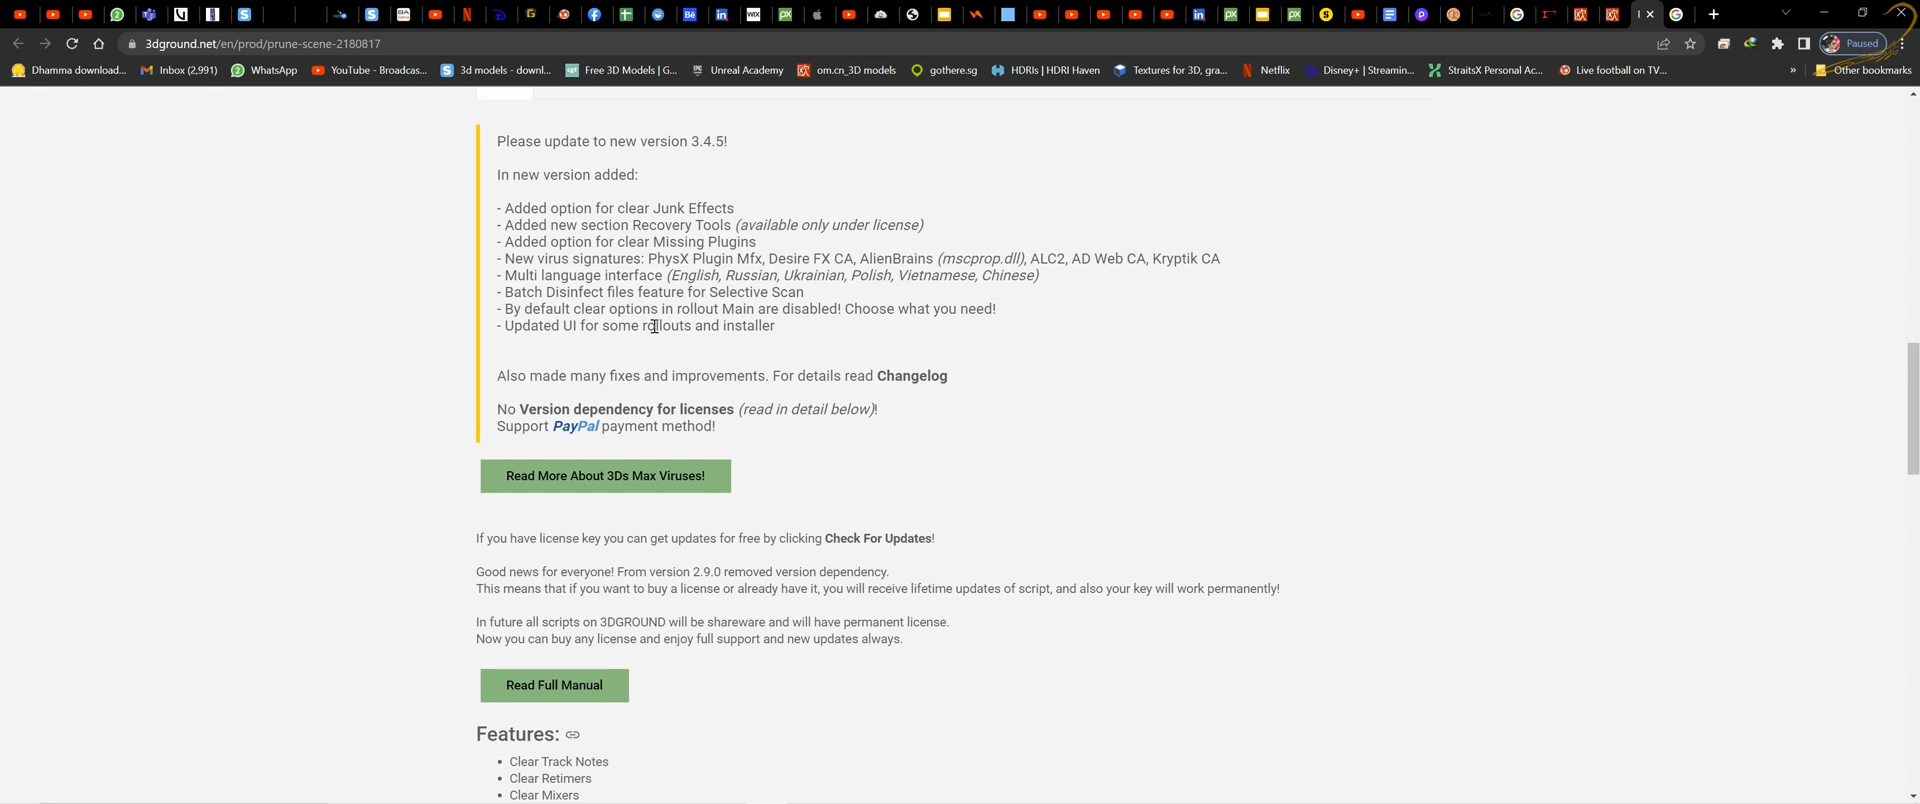 3dground.net/en/prod/prune-scene-2180817
Paused
Dhamma download...
Inbox (2,991)
WhatsApp
YouTube - Broadcas...
3d models - downl...
Free 3D Models | G...
Unreal Academy
om.cn_3D models
gothere.sg
HDRIs | HDRI Haven
Textures for 3D, gra...
Netflix
Disney+ | Streamin...
StraitsX Personal Ac...
Live football on TV...
»
Other bookmarks
Please update to new version 3.4.5!
In new version added:
- Added option for clear Junk Effects
- Added new section Recovery Tools (available only under license)
- Added option for clear Missing Plugins
- New virus signatures: PhysX Plugin Mfx, Desire FX CA, AlienBrains (mscprop.dll), ALC2, AD Web CA, Kryptik CA
- Multi language interface (English, Russian, Ukrainian, Polish, Vietnamese, Chinese)
- Batch Disinfect files feature for Selective Scan
- By default clear options in rollout Main are disabled! Choose what you need!
- Updated UI for some rollouts and installer
Also made many fixes and improvements. For details read Changelog
No Version dependency for licenses (read in detail below)!
Support PayPal payment method!
Read More About 3Ds Max Viruses!
If you have license key you can get updates for free by clicking Check For Updates!
Good news for everyone! From version 2.9.0 removed version dependency.
This means that if you want to buy a license or already have it, you will receive lifetime updates of script, and also your key will work permanently!
In future all scripts on 3DGROUND will be shareware and will have permanent license.
Now you can buy any license and enjoy full support and new updates always.
Read Full Manual
Features:
• Clear Track Notes
• Clear Retimers
• Clear Mixers